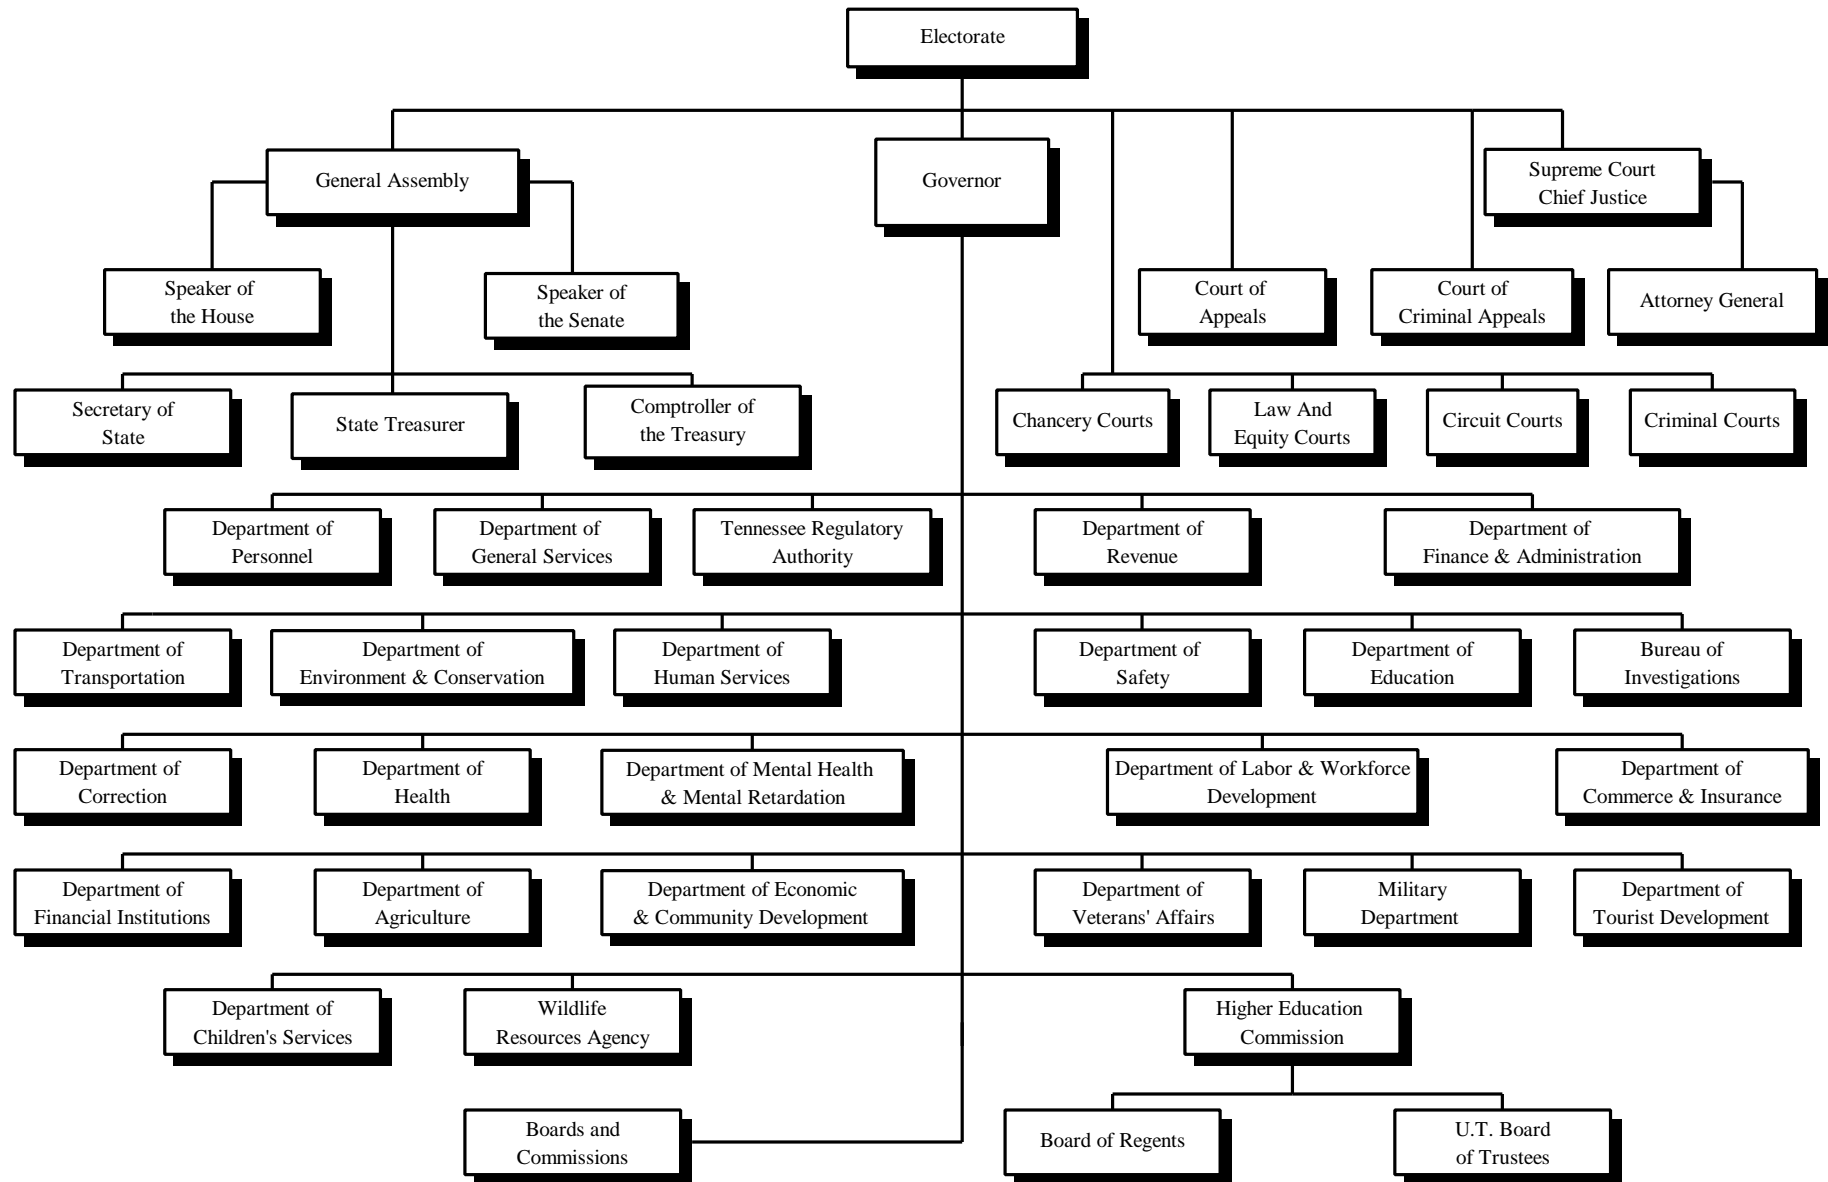 Electorate
General Assembly
Governor
Supreme Court
Chief Justice
Speaker of
the House
Speaker of
the Senate
Court of
Appeals
Court of
Criminal Appeals
Attorney General
Secretary of
State
State Treasurer
Comptroller of
the Treasury
Chancery Courts
Law And
Equity Courts
Circuit Courts
Criminal Courts
Department of
Personnel
Department of
General Services
Tennessee Regulatory
Authority
Department of
Revenue
Department of
Finance & Administration
Department of
Transportation
Department of
Environment & Conservation
Department of
Human Services
Department of
Safety
Department of
Education
Bureau of
Investigations
Department of
Correction
Department of
Health
Department of Mental Health
& Mental Retardation
Department of Labor & Workforce
Development
Department of
Commerce & Insurance
Department of
Financial Institutions
Department of
Agriculture
Department of Economic
& Community Development
Department of
Veterans' Affairs
Military
Department
Department of
Tourist Development
Department of
Children's Services
Wildlife
Resources Agency
Higher Education
Commission
Boards and
Commissions
Board of Regents
U.T. Board
of Trustees